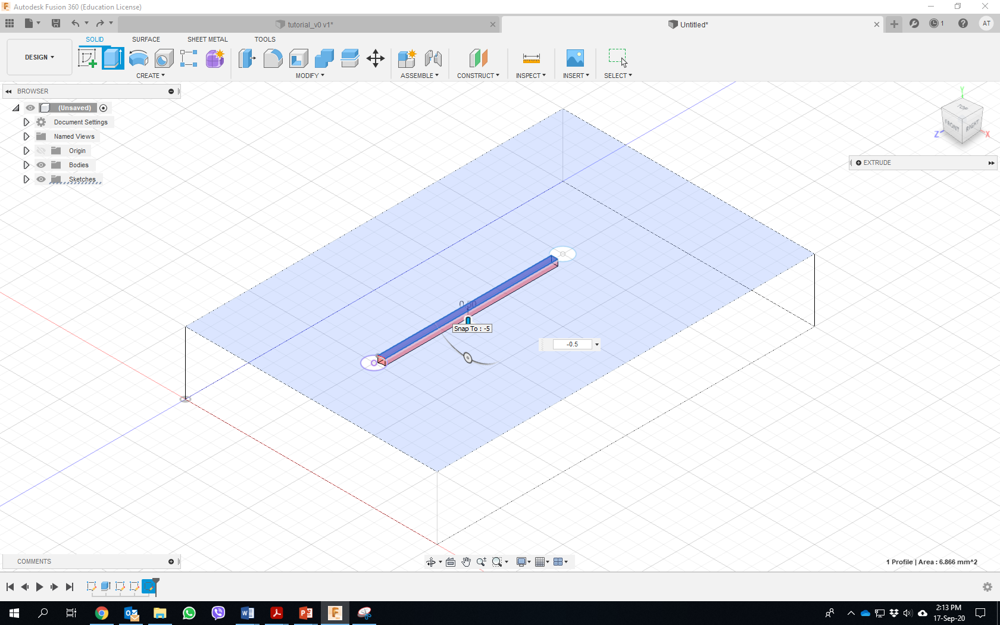 Autodesk Fusion 360 (Education License)
tutorial_v0 v1*
Untitled*
1
AT
DESIGN
SOLID
SURFACE
SHEET METAL
TOOLS
CREATE
MODIFY
ASSEMBLE
CONSTRUCT
INSPECT
INSERT
SELECT
BROWSER
(Unsaved)
Document Settings
Named Views
Origin
Bodies
Sketches
Y
TOP
FRONT
RIGHT
Z
X
EXTRUDE
Snap To : -5
-0.5
COMMENTS
1 Profile | Area : 6.866 mm^2
2:13 PM
17-Sep-20